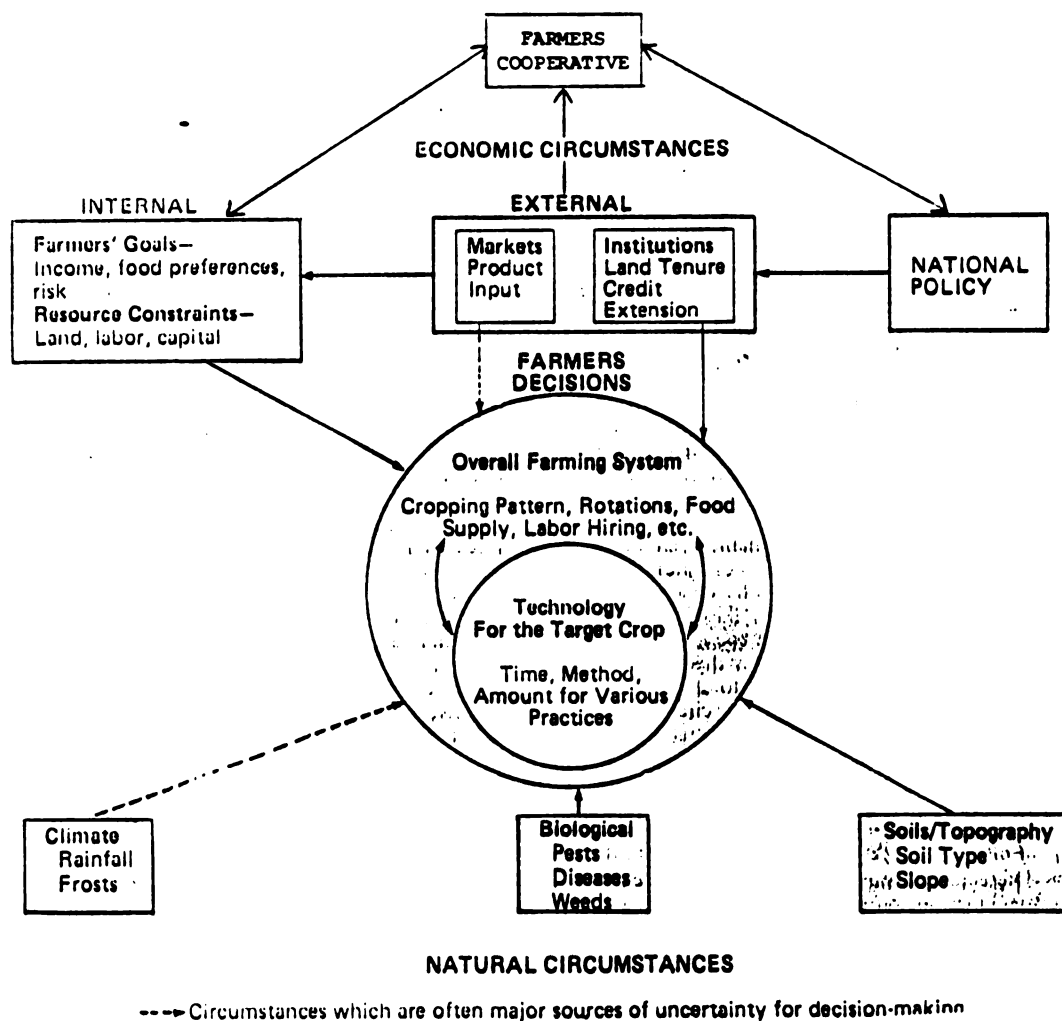 FARMERS
COOPERATIVE
ECONOMIC CIRCUMSTANCES
INTERNAL
EXTERNAL
Farmers' Goals—
Income, food preferences,
risk
Resource Constraints—
Land, labor, capital
Markets
Product
Input
Institutions
Land Tenure
Credit
Extension
NATIONAL
POLICY
FARMERS
DECISIONS
Overall Farming System
Cropping Pattern, Rotations, Food
Supply, Labor Hiring, etc.
Technology
For the Target Crop
Time, Method,
Amount for Various
Practices
Climate
Rainfall
Frosts
Biological
Pests
Diseases
Weeds
Soils/Topography
Soil Type
Slope
NATURAL CIRCUMSTANCES
Circumstances which are often major sources of uncertainty for decision-making